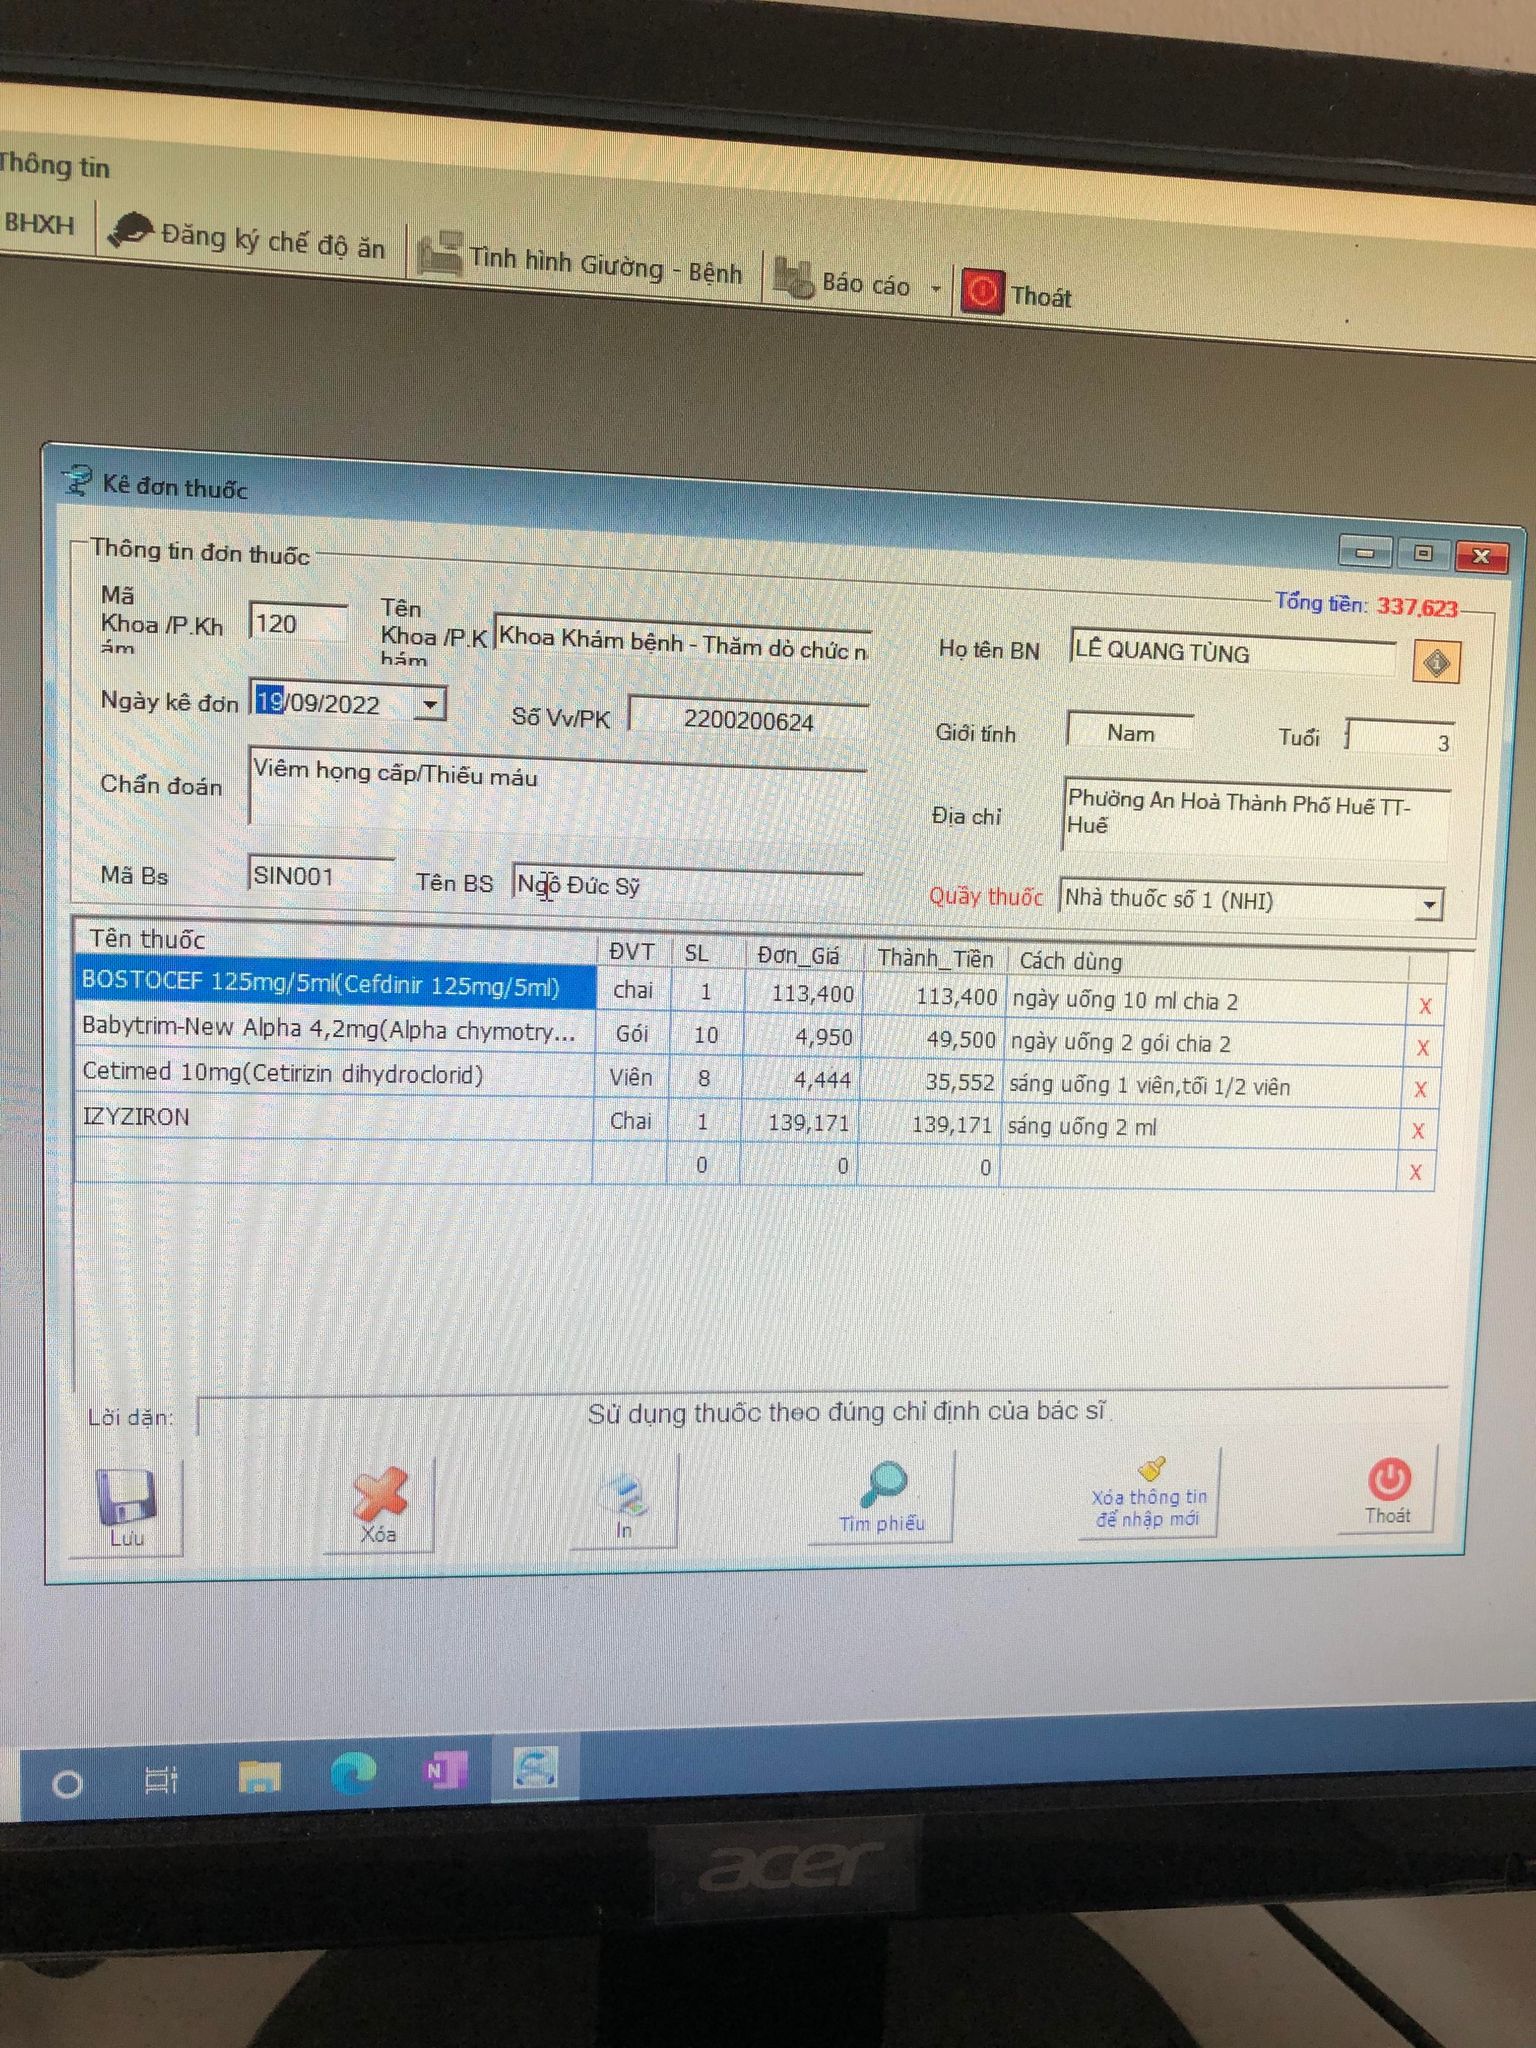 Thông tin
BHXH
Đăng ký chế độ ăn
Tình hình Giường - Bệnh
Báo cáo
Thoát
Kê đơn thuốc
Thông tin đơn thuốc
Tổng tiền: 337,623
Mã
Khoa /P.Kh
ám
120
Tên
Khoa /P.K
hám
Khoa Khám bệnh - Thăm dò chức n
Họ tên BN
LÊ QUANG TÙNG
Ngày kê đơn
19/09/2022
Số Vv/PK
2200200624
Giới tính
Nam
Tuổi
3
Chẩn đoán
Viêm họng cấp/Thiếu máu
Địa chỉ
Phường An Hoà Thành Phố Huế TT-
Huế
Mã Bs
SIN001
Tên BS
Ngô Đức Sỹ
Quầy thuốc
Nhà thuốc số 1 (NHI)
Tên thuốc ĐVT SL Đơn_Giá Thành_Tiền Cách dùng
BOSTOCEF 125mg/5ml(Cefdinir 125mg/5ml) chai 1 113,400 113,400 ngày uống 10 ml chia 2 X
Babytrim-New Alpha 4,2mg(Alpha chymotry... Gói 10 4,950 49,500 ngày uống 2 gói chia 2 X
Cetimed 10mg(Cetirizin dihydroclorid) Viên 8 4,444 35,552 sáng uống 1 viên,tối 1/2 viên X
IZYZIRON Chai 1 139,171 139,171 sáng uống 2 ml X
0 0 0 X
Lời dặn:
Sử dụng thuốc theo đúng chỉ định của bác sĩ
Lưu
Xóa
In
Tìm phiếu
Xóa thông tin
để nhập mới
Thoát
N
acer